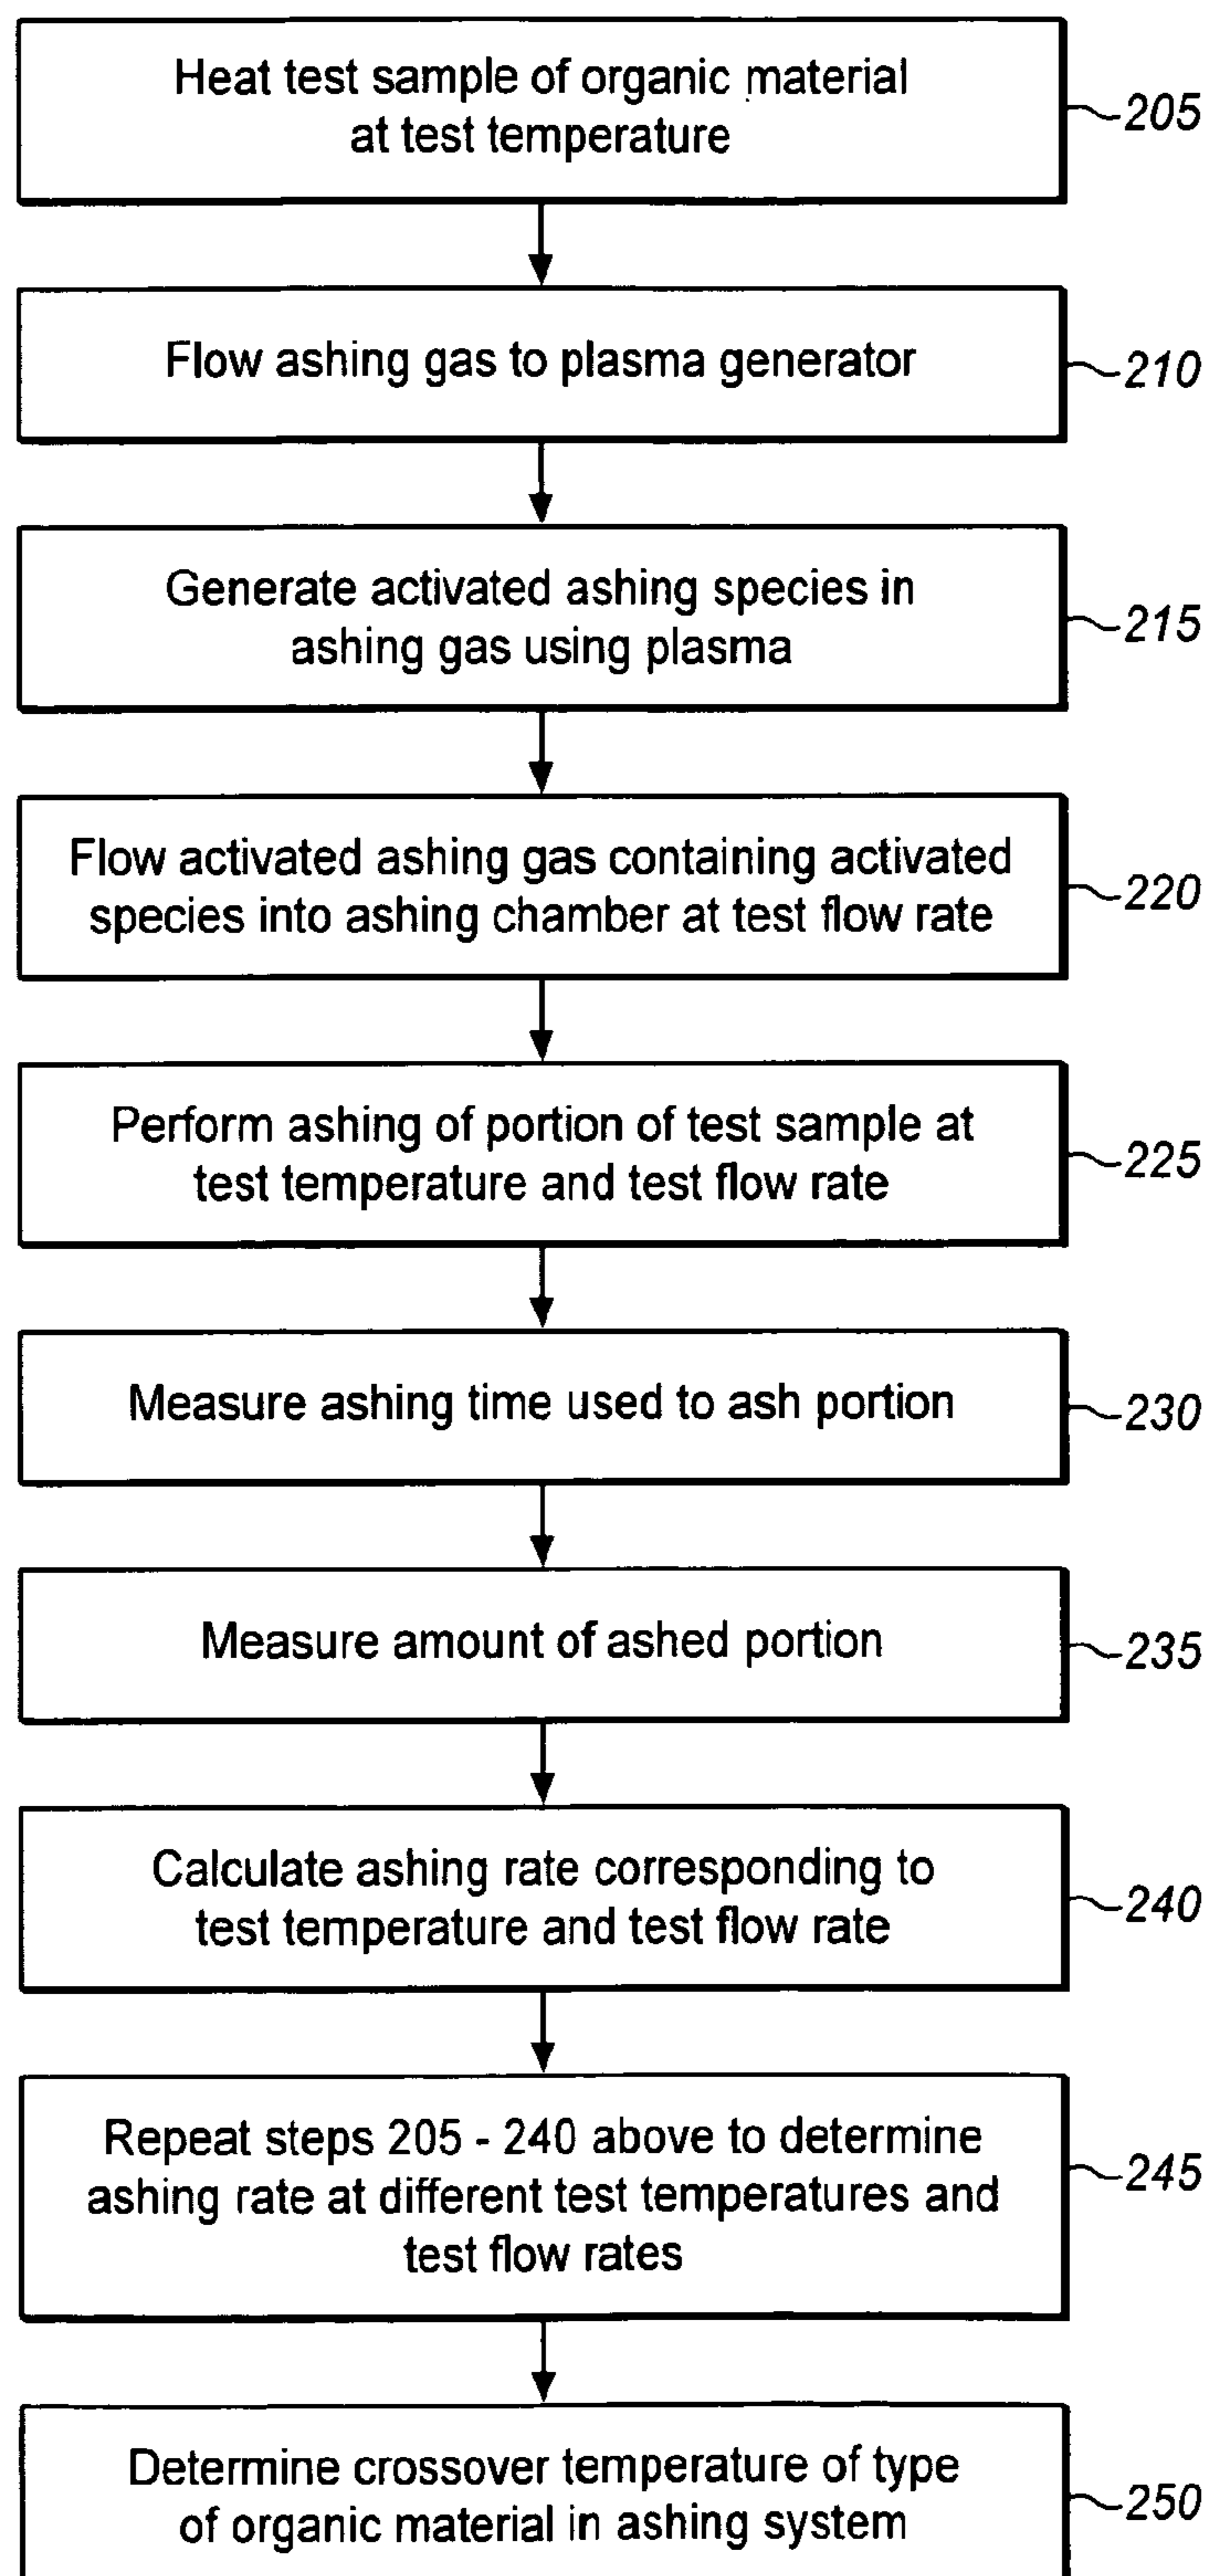 Heat test sample of organic material
at test temperature
205
Flow ashing gas to plasma generator
210
Generate activated ashing species in
ashing gas using plasma
215
Flow activated ashing gas containing activated
species into ashing chamber at test flow rate
220
Perform ashing of portion of test sample at
test temperature and test flow rate
225
Measure ashing time used to ash portion
230
Measure amount of ashed portion
235
Calculate ashing rate corresponding to
test temperature and test flow rate
240
Repeat steps 205 - 240 above to determine
ashing rate at different test temperatures and
test flow rates
245
Determine crossover temperature of type
of organic material in ashing system
250